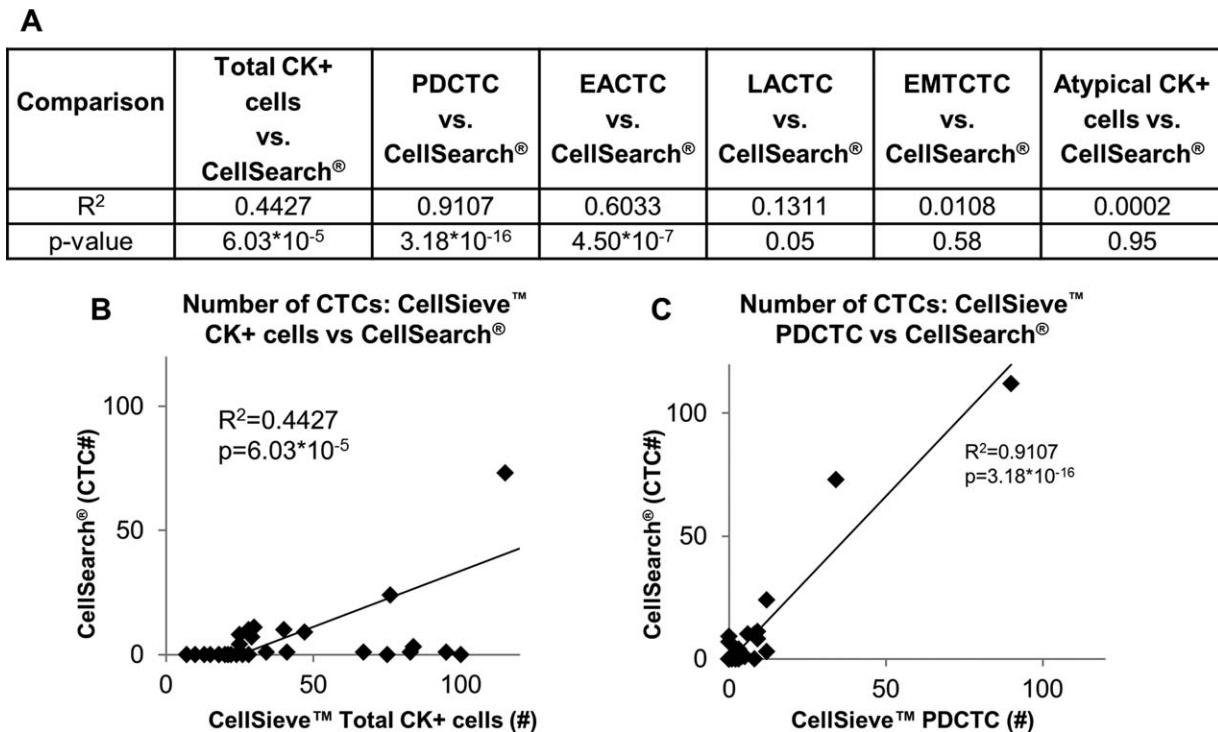 A
Comparison
Total CK+
cells
vs.
CellSearch®
PDCTC
vs.
CellSearch®
EACTC
vs.
CellSearch®
LACTC
vs.
CellSearch®
EMTCTC
vs.
CellSearch®
Atypical CK+
cells vs.
CellSearch®
R² 0.4427 0.9107 0.6033 0.1311 0.0108 0.0002
p-value 6.03*10⁻⁵ 3.18*10⁻¹⁶ 4.50*10⁻⁷ 0.05 0.58 0.95
B
Number of CTCs: CellSieve™
CK+ cells vs CellSearch®
R²=0.4427
p=6.03*10⁻⁵
CellSearch® (CTC#)
100
50
0
0 50 100
CellSieve™ Total CK+ cells (#)
C
Number of CTCs: CellSieve™
PDCTC vs CellSearch®
R²=0.9107
p=3.18*10⁻¹⁶
CellSearch® (CTC#)
100
50
0
0 50 100
CellSieve™ PDCTC (#)